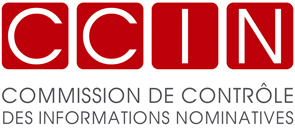 CCIN
COMMISSION DE CONTRÔLE
DES INFORMATIONS NOMINATIVES